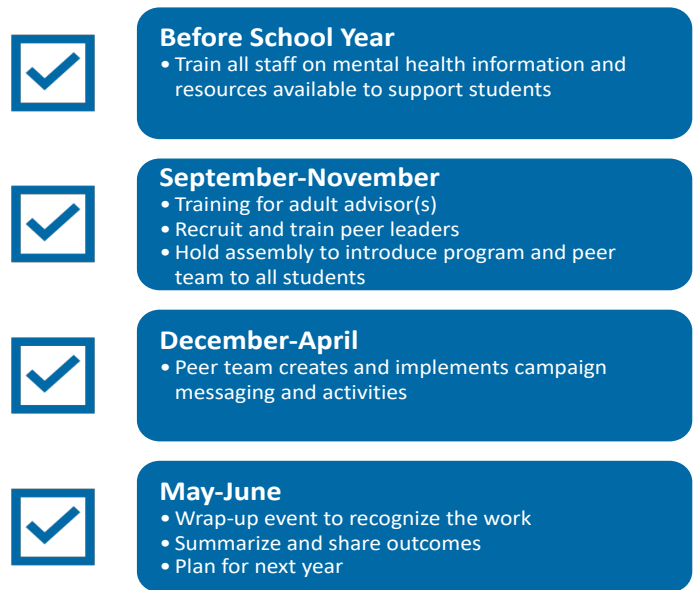 Before School Year
• Train all staff on mental health information and
resources available to support students
September-November
• Training for adult advisor(s)
• Recruit and train peer leaders
• Hold assembly to introduce program and peer
team to all students
December-April
• Peer team creates and implements campaign
messaging and activities
May-June
• Wrap-up event to recognize the work
• Summarize and share outcomes
• Plan for next year